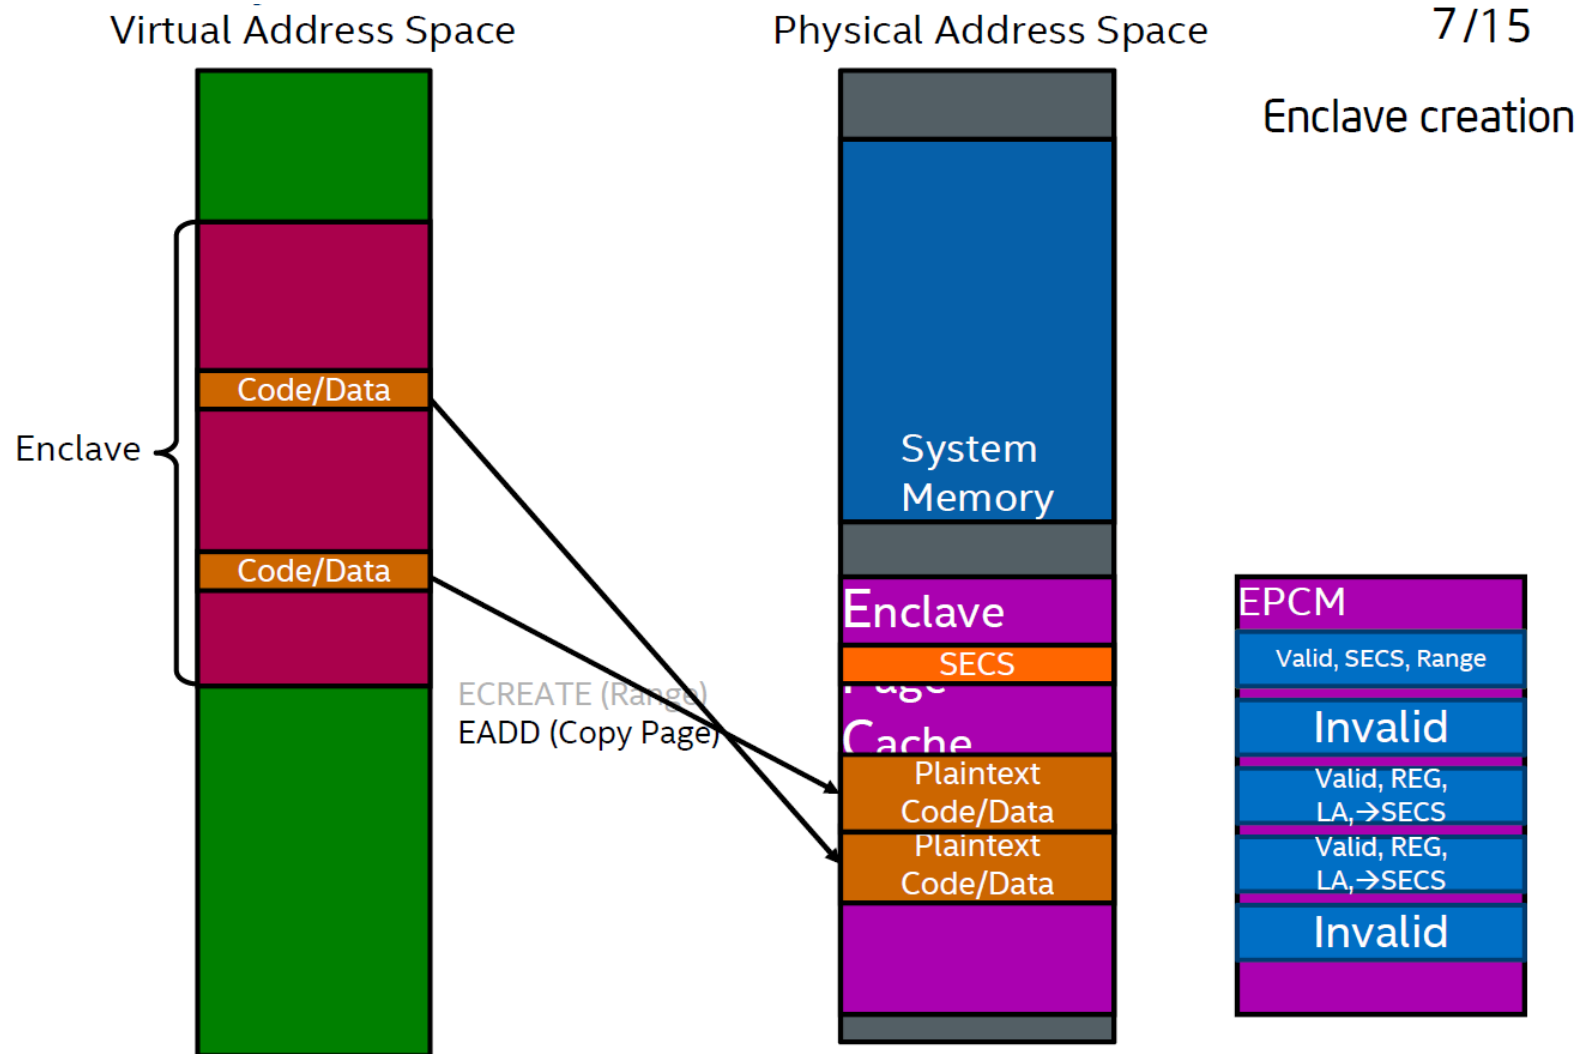 Virtual Address Space
Physical Address Space
7/15
Enclave creation
Code/Data
Enclave
Code/Data
ECREATE (Range)
EADD (Copy Page)
System
Memory
Enclave
SECS
Page
Cache
Plaintext
Code/Data
Plaintext
Code/Data
EPCM
Valid, SECS, Range
Invalid
Valid, REG,
LA,→SECS
Valid, REG,
LA,→SECS
Invalid